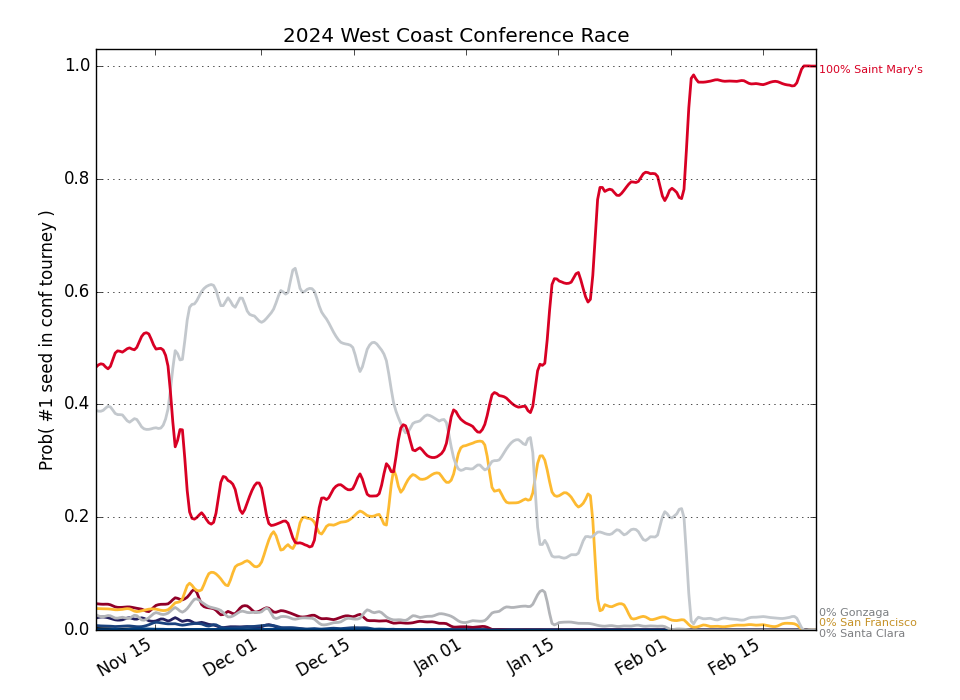 2024 West Coast Conference Race
Prob( #1 seed in conf tourney )
1.0
0.8
0.6
0.4
0.2
0.0
100% Saint Mary's
0% Gonzaga
0% San Francisco
0% Santa Clara
Nov 15
Dec 01
Dec 15
Jan 01
Jan 15
Feb 01
Feb 15